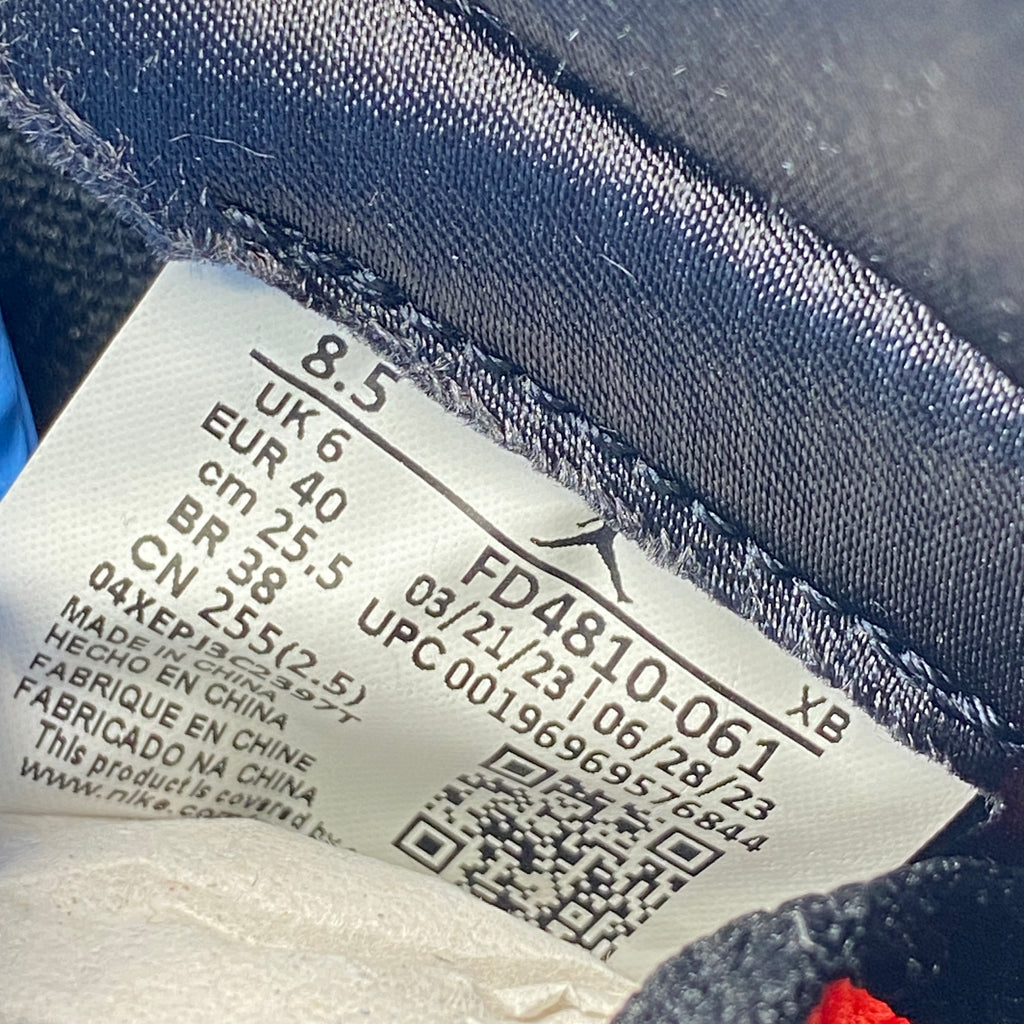 8.5
XB
UK 6
EUR 40
cm 25.5
BR 38
CN 255(2.5)
04XEPJ3C2397T
MADE IN CHINA
HECHO EN CHINA
FABRIQUE EN CHINE
FABRICADO NA CHINA
This product is covered
www.nike.
FD4810-061
03/21/23 | 06/28/23
UPC 00196969576844